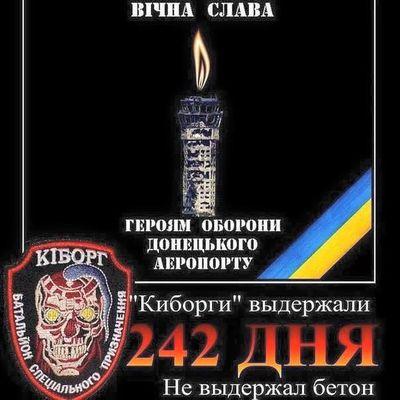 ВІЧНА СЛАВА
ГЕРОЯМ ОБОРОНИ
ДОНЕЦЬКОГО
АЕРОПОРТУ
КІБОРГ
БАТАЛЬЙОН СПЕЦІАЛЬНОГО ПРИЗНАЧЕННЯ
"Киборги" выдержали
242 ДНЯ
Не выдержал бетон